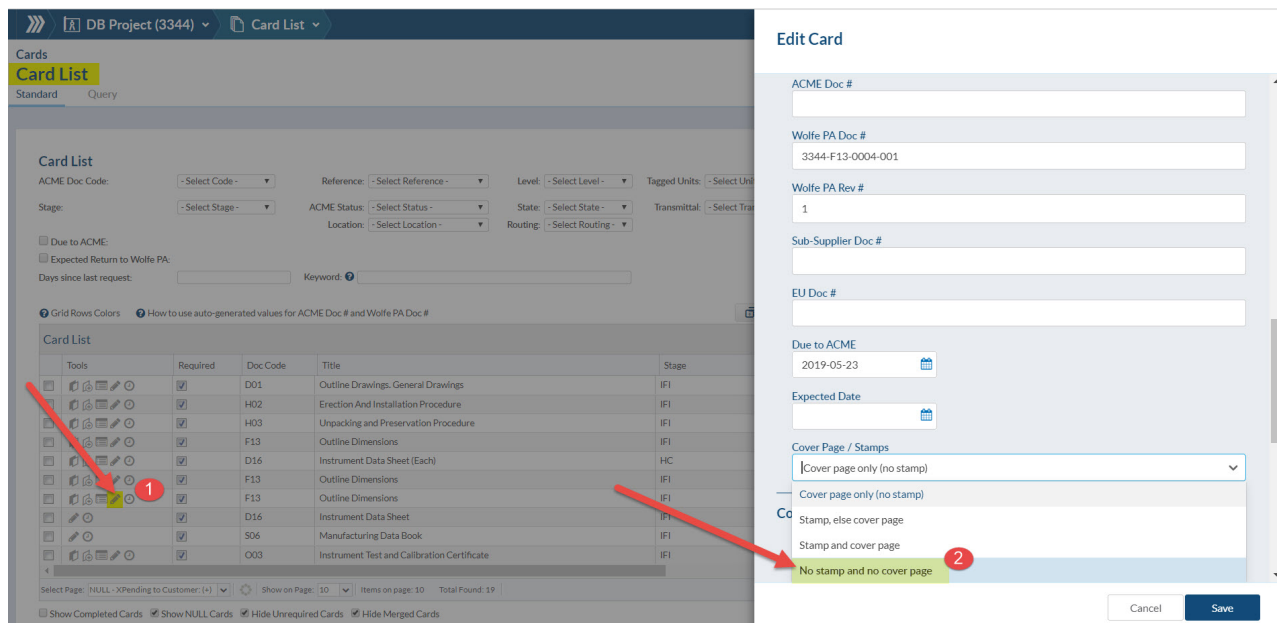 DB Project (3344) Card List
Cards
Card List
Standard Query
Card List
ACME Doc Code: - Select Code - Reference: - Select Reference - Level: - Select Level - Tagged Units: - Select Uni
Stage: - Select Stage - ACME Status: - Select Status - State: - Select State - Transmittal: - Select Tran
Location: - Select Location - Routing: - Select Routing -
Due to ACME:
Expected Return to Wolfe PA:
Days since last request: Keyword:
Grid Rows Colors How to use auto-generated values for ACME Doc # and Wolfe PA Doc #
Card List
Tools Required Doc Code Title Stage
D01 Outline Drawings. General Drawings IFI
H02 Erection And Installation Procedure IFI
H03 Unpacking and Preservation Procedure IFI
F13 Outline Dimensions IFI
D16 Instrument Data Sheet (Each) HC
F13 Outline Dimensions IFI
1
F13 Outline Dimensions IFI
D16 Instrument Data Sheet IFI
S06 Manufacturing Data Book IFI
O03 Instrument Test and Calibration Certificate IFI
Select Page: NULL - XPending to Customer: (+) Show on Page: 10 Items on page: 10 Total Found: 19
Show Completed Cards Show NULL Cards Hide Unrequired Cards Hide Merged Cards
Edit Card
ACME Doc #
Wolfe PA Doc #
3344-F13-0004-001
Wolfe PA Rev #
1
Sub-Supplier Doc #
EU Doc #
Due to ACME
2019-05-23
Expected Date
Cover Page / Stamps
Cover page only (no stamp)
Cover page only (no stamp)
Co
Stamp, else cover page
Stamp and cover page
2
No stamp and no cover page
Cancel Save